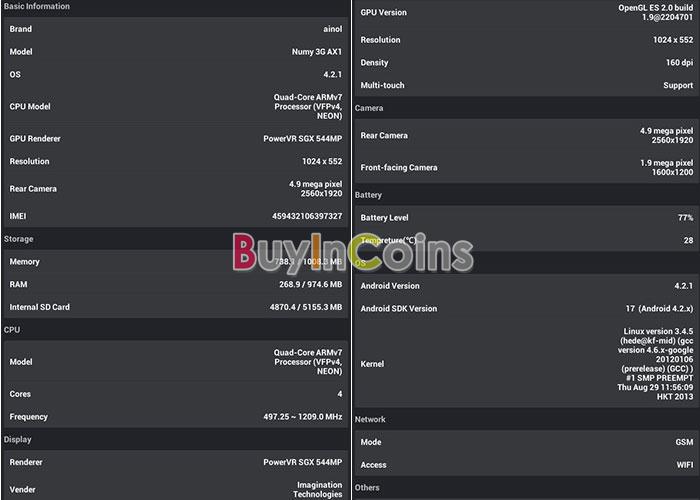 Basic Information
Brand ainol
Model Numy 3G AX1
OS 4.2.1
CPU Model Quad-Core ARMv7
Processor (VFPv4,
NEON)
GPU Renderer PowerVR SGX 544MP
Resolution 1024 x 552
Rear Camera 4.9 mega pixel
2560x1920
IMEI 459432106397327
Storage
Memory 738.1 / 1008.3 MB
RAM 268.9 / 974.6 MB
Internal SD Card 4870.4 / 5155.3 MB
CPU
Model Quad-Core ARMv7
Processor (VFPv4,
NEON)
Cores 4
Frequency 497.25 ~ 1209.0 MHz
Display
Renderer PowerVR SGX 544MP
Vender Imagination
Technologies
GPU Version OpenGL ES 2.0 build
1.9@2204701
Resolution 1024 x 552
Density 160 dpi
Multi-touch Support
Camera
Rear Camera 4.9 mega pixel
2560x1920
Front-facing Camera 1.9 mega pixel
1600x1200
Battery
Battery Level 77%
Tempreture(℃) 28
OS
Android Version 4.2.1
Android SDK Version 17 (Android 4.2.x)
Kernel Linux version 3.4.5
(hede@kf-mid) (gcc
version 4.6.x-google
20120106
(prerelease) (GCC) )
#1 SMP PREEMPT
Thu Aug 29 11:56:09
HKT 2013
Network
Mode GSM
Access WIFI
Others
BuyInCoins